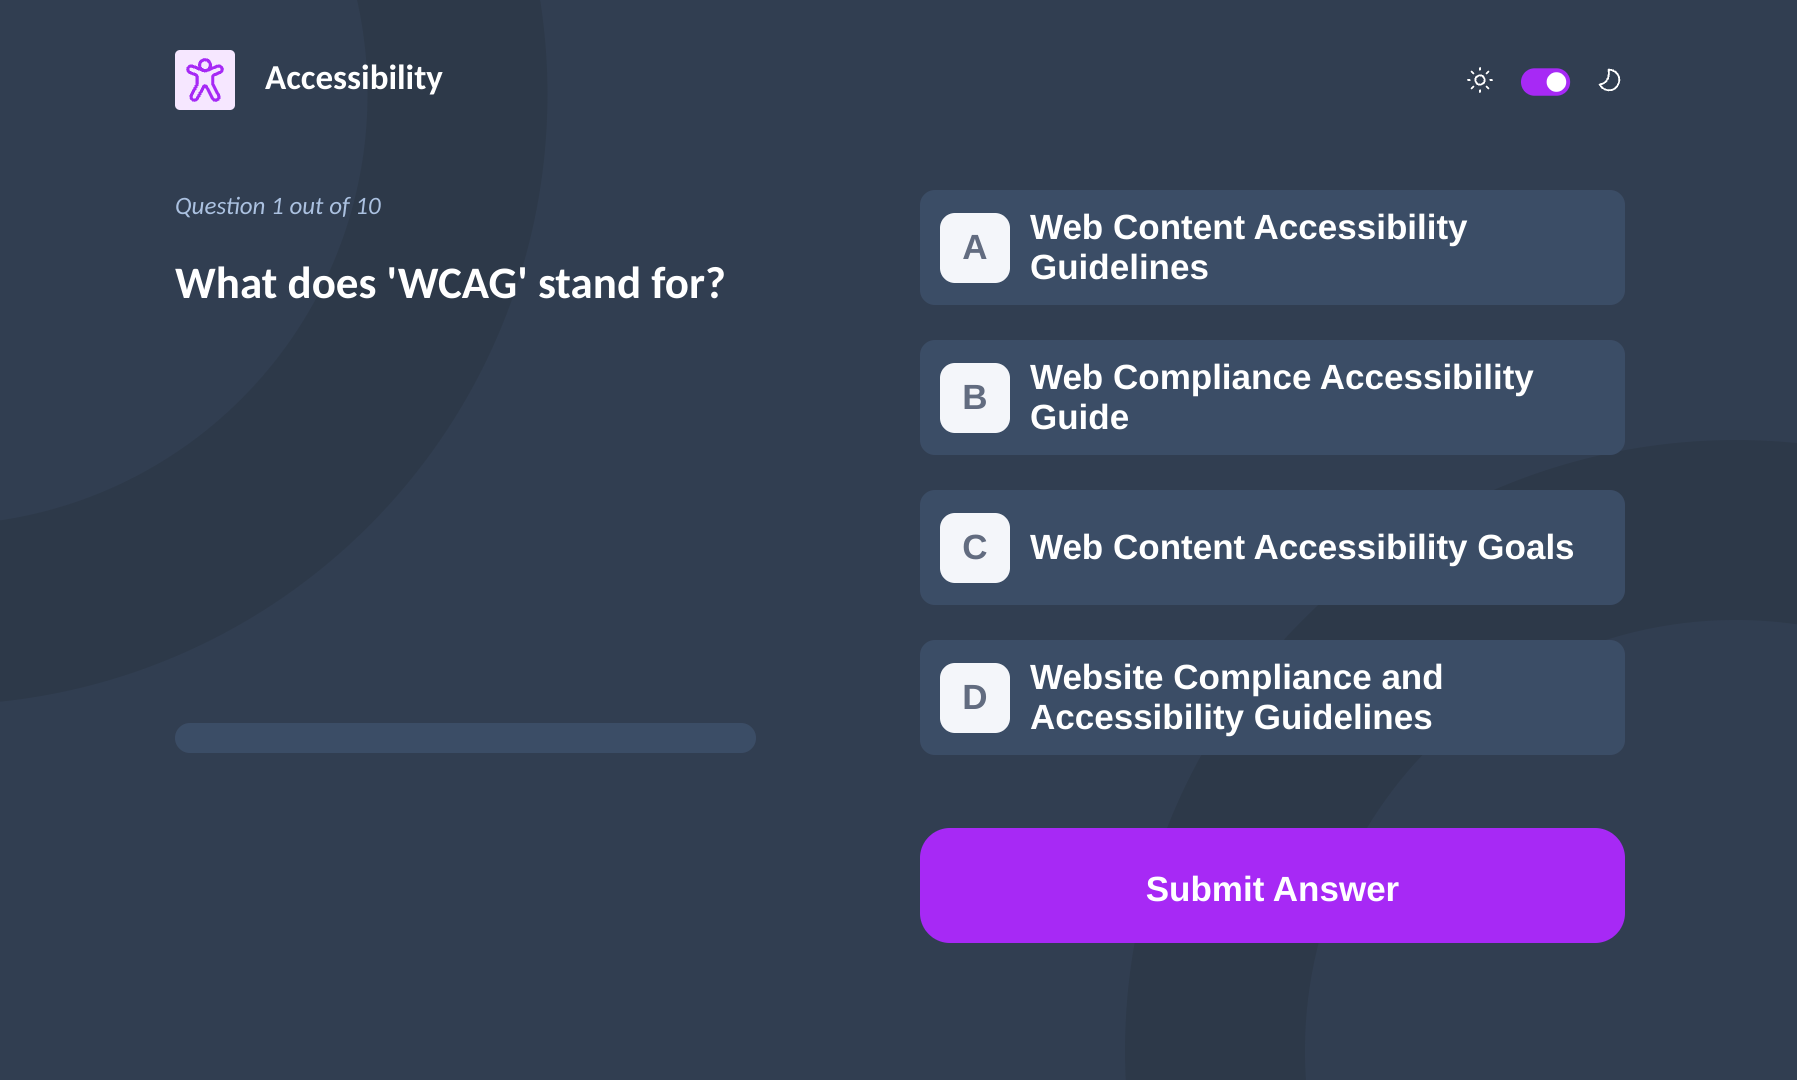 Accessibility
Question 1 out of 10
What does 'WCAG' stand for?
A
Web Content Accessibility
Guidelines
B
Web Compliance Accessibility
Guide
C
Web Content Accessibility Goals
D
Website Compliance and
Accessibility Guidelines
Submit Answer